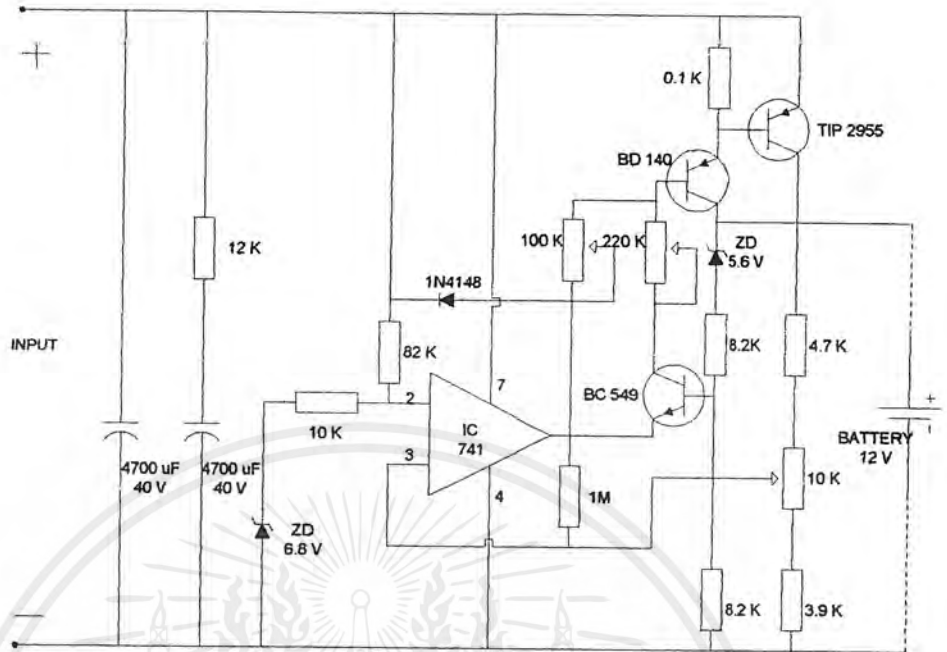 +
0.1 K
TIP 2955
BD 140
12 K
100 K
220 K
ZD
5.6 V
1N4148
INPUT
82 K
8.2K
4.7 K
7
BC 549
2
10 K
IC
741
3
4
+
-
BATTERY
12 V
4700 uF
40 V
4700 uF
40 V
1M
10 K
ZD
6.8 V
8.2 K
3.9 K
-